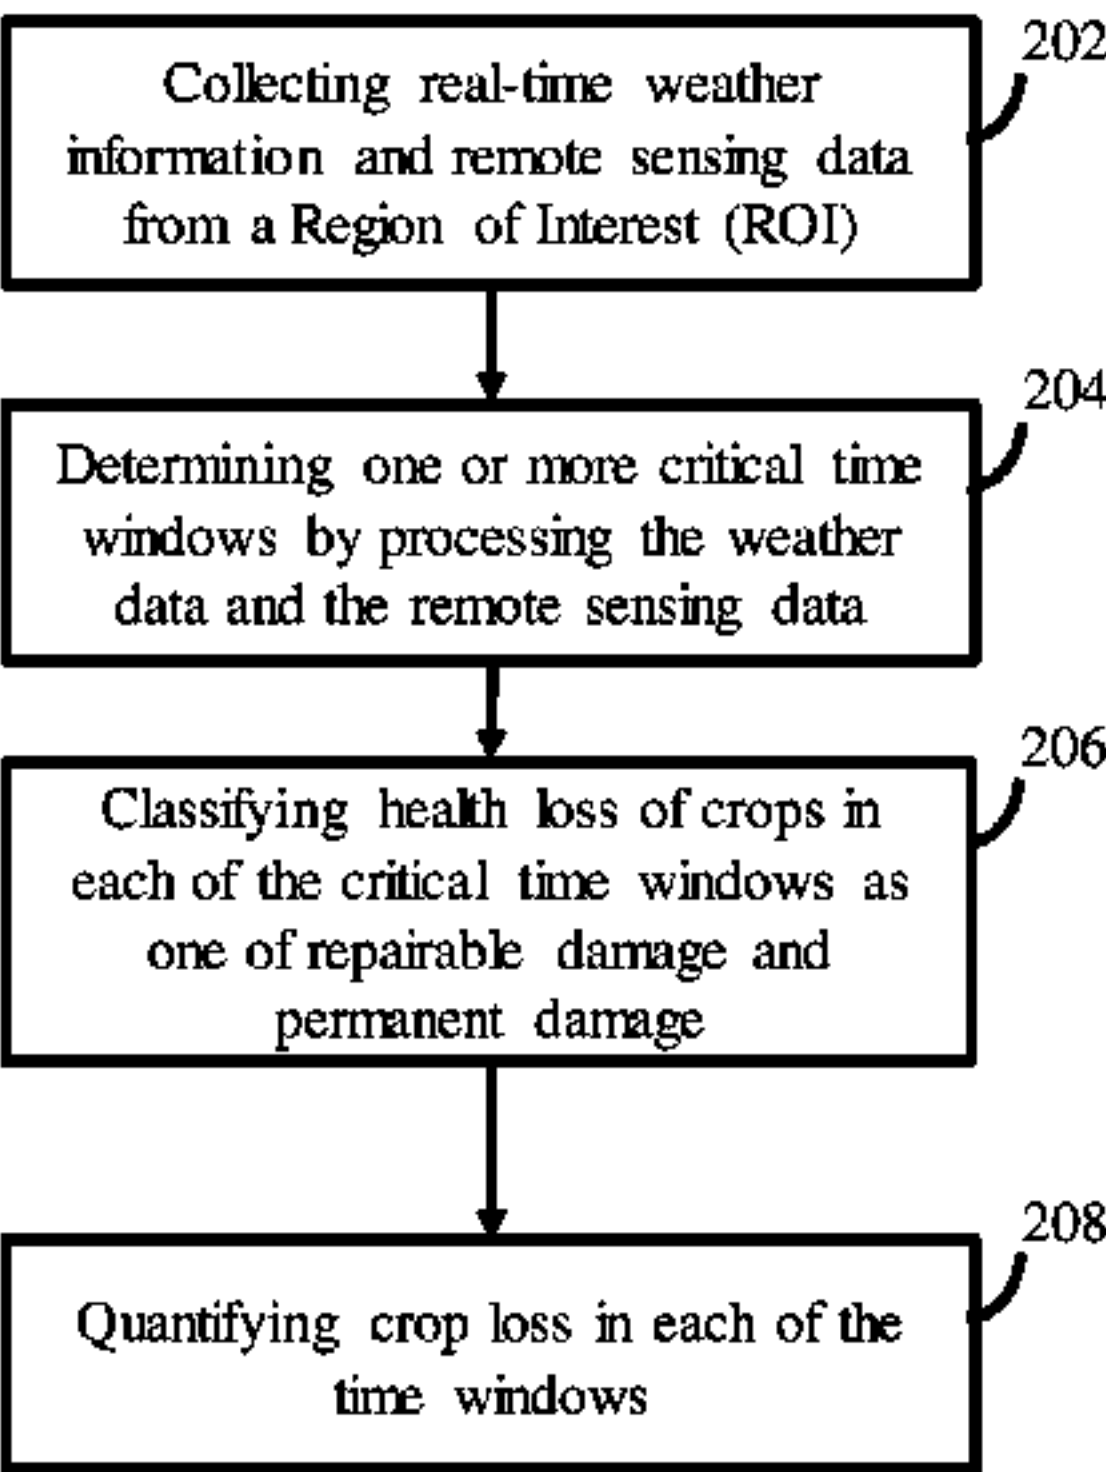 202
Collecting real-time weather
information and remote sensing data
from a Region of Interest (ROI)
204
Determining one or more critical time
windows by processing the weather
data and the remote sensing data
206
Classifying health loss of crops in
each of the critical time windows as
one of repairable damage and
permanent damage
208
Quantifying crop loss in each of the
time windows